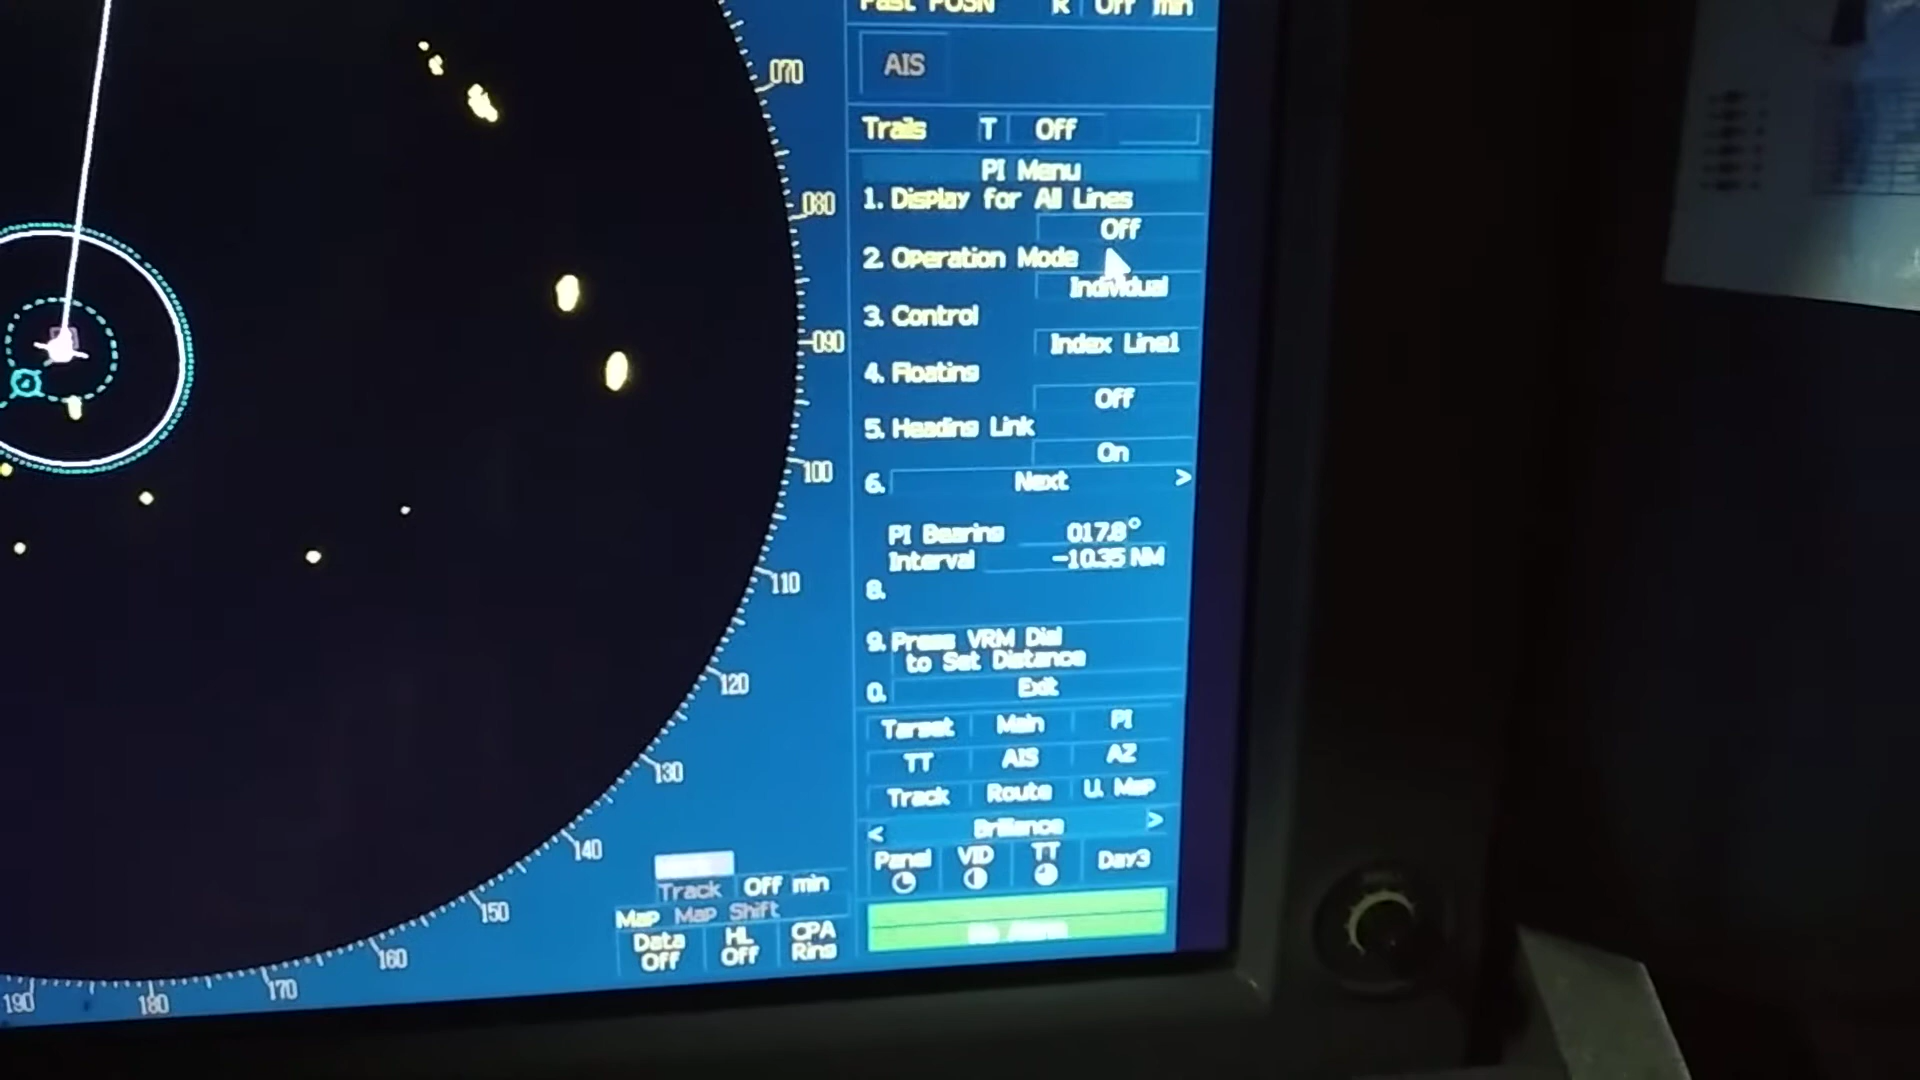 Fast POSN R Off min
AIS
Trails T Off
PI Menu
1. Display for All Lines
Off
2. Operation Mode
Individual
3. Control
Index Line1
4. Floating
Off
5. Heading Link
On
6. Next >
PI Bearing 017.8°
Interval -10.35 NM
8.
9. Press VRM Dial
to Set Distance
0. Exit
Target Main PI
TT AIS AZ
Track Route U. Map
< Brilliance >
Panel VID TT Day3
070
080
090
100
110
120
130
140
150
160
170
180
190
Track Off min
Map Map Shift
Data Off
HL Off
CPA Ring